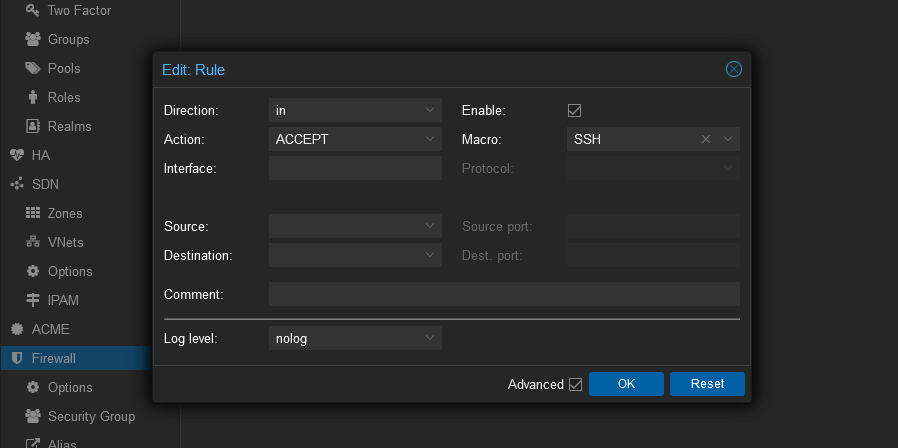 Two Factor
Groups
Pools
Roles
Realms
HA
SDN
Zones
VNets
Options
IPAM
ACME
Firewall
Options
Security Group
Alias
Edit: Rule
Direction: in Enable:
Action: ACCEPT Macro: SSH
Interface: Protocol:
Source: Source port:
Destination: Dest. port:
Comment:
Log level: nolog
Advanced OK Reset